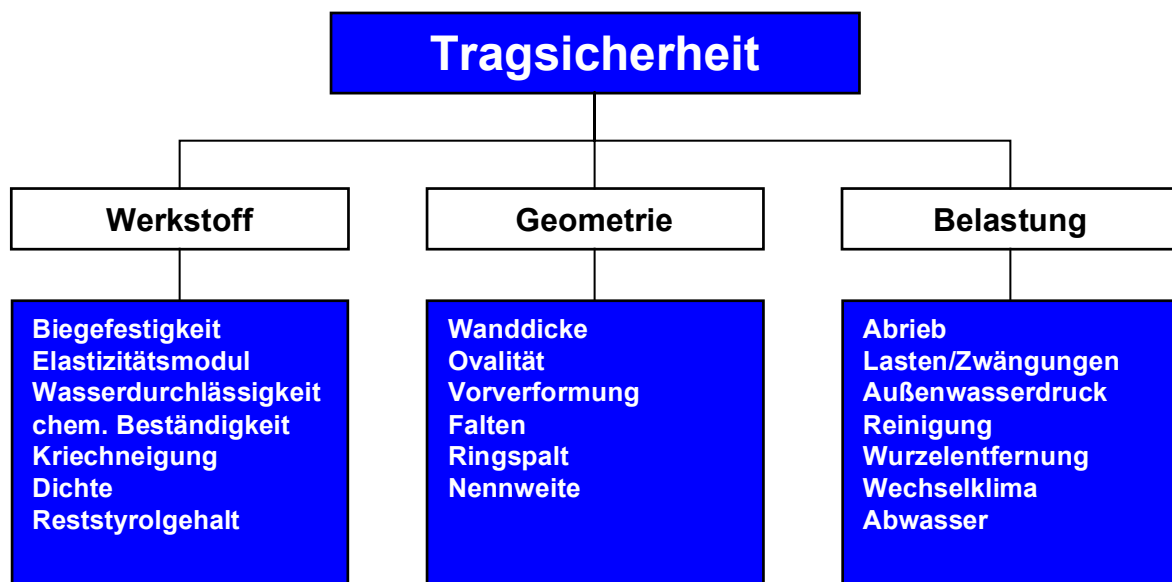 Tragsicherheit
Werkstoff
Geometrie
Belastung
Biegefestigkeit
Elastizitätsmodul
Wasserdurchlässigkeit
chem. Beständigkeit
Kriechneigung
Dichte
Reststyrolgehalt
Wanddicke
Ovalität
Vorverformung
Falten
Ringspalt
Nennweite
Abrieb
Lasten/Zwängungen
Außenwasserdruck
Reinigung
Wurzelentfernung
Wechselklima
Abwasser